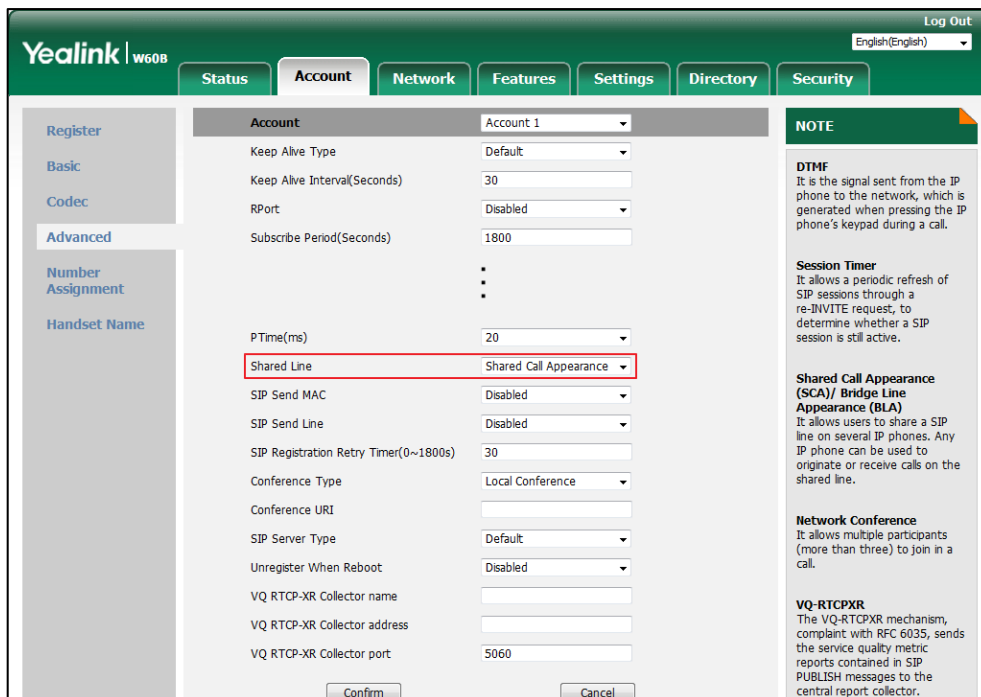 Log Out
Yealink | W60B
English(English)
Status Account Network Features Settings Directory Security
Register
Basic
Codec
Advanced
Number
Assignment
Handset Name
Account Account 1
Keep Alive Type Default
Keep Alive Interval(Seconds) 30
RPort Disabled
Subscribe Period(Seconds) 1800
PTime(ms) 20
Shared Line Shared Call Appearance
SIP Send MAC Disabled
SIP Send Line Disabled
SIP Registration Retry Timer(0~1800s) 30
Conference Type Local Conference
Conference URI
SIP Server Type Default
Unregister When Reboot Disabled
VQ RTCP-XR Collector name
VQ RTCP-XR Collector address
VQ RTCP-XR Collector port 5060
Confirm Cancel
NOTE
DTMF
It is the signal sent from the IP
phone to the network, which is
generated when pressing the IP
phone's keypad during a call.
Session Timer
It allows a periodic refresh of
SIP sessions through a
re-INVITE request, to
determine whether a SIP
session is still active.
Shared Call Appearance
(SCA)/ Bridge Line
Appearance (BLA)
It allows users to share a SIP
line on several IP phones. Any
IP phone can be used to
originate or receive calls on the
shared line.
Network Conference
It allows multiple participants
(more than three) to join in a
call.
VQ-RTCPXR
The VQ-RTCPXR mechanism,
complaint with RFC 6035, sends
the service quality metric
reports contained in SIP
PUBLISH messages to the
central report collector.